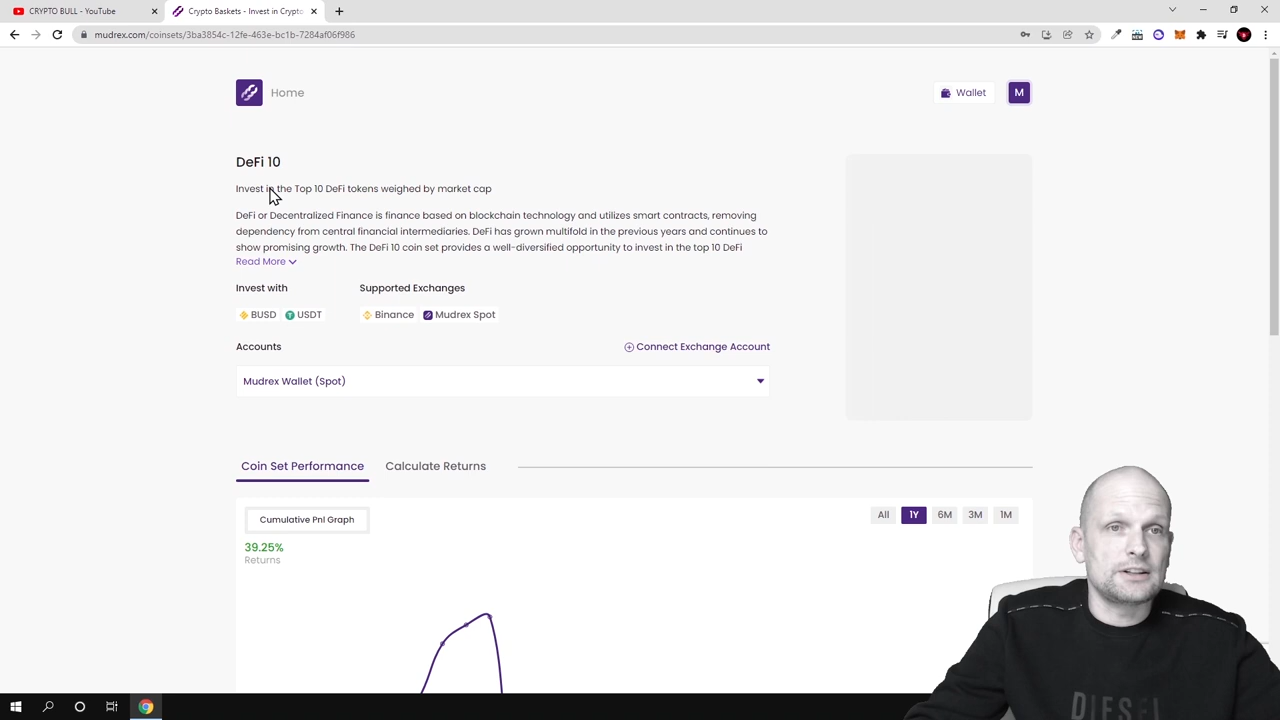 CRYPTO BULL - YouTube
Crypto Baskets - Invest in Crypto
mudrex.com/coinsets/3ba3854c-12fe-463e-bc1b-7284af06f986
Home
Wallet
M
DeFi 10
Invest in the Top 10 DeFi tokens weighed by market cap
DeFi or Decentralized Finance is finance based on blockchain technology and utilizes smart contracts, removing
dependency from central financial intermediaries. DeFi has grown multifold in the previous years and continues to
show promising growth. The DeFi 10 coin set provides a well-diversified opportunity to invest in the top 10 DeFi
Read More
Invest with
Supported Exchanges
BUSD
USDT
Binance
Mudrex Spot
Accounts
Connect Exchange Account
Mudrex Wallet (Spot)
Coin Set Performance
Calculate Returns
Cumulative Pnl Graph
All
1Y
6M
3M
1M
39.25%
Returns
DIESEL